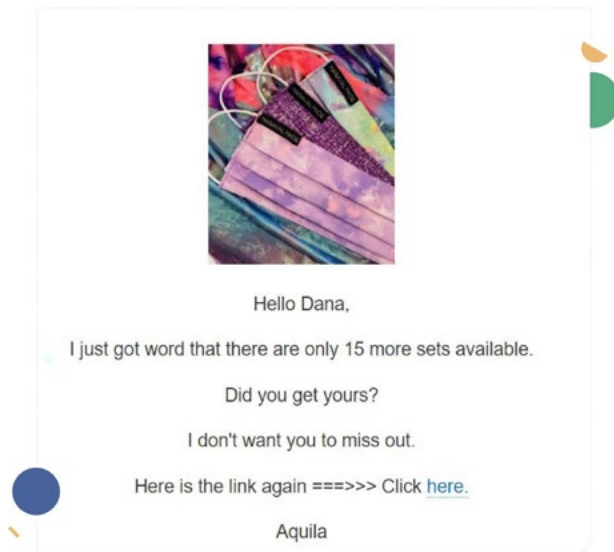 Hello Dana,
I just got word that there are only 15 more sets available.
Did you get yours?
I don't want you to miss out.
Here is the link again ===>>> Click here.
Aquila